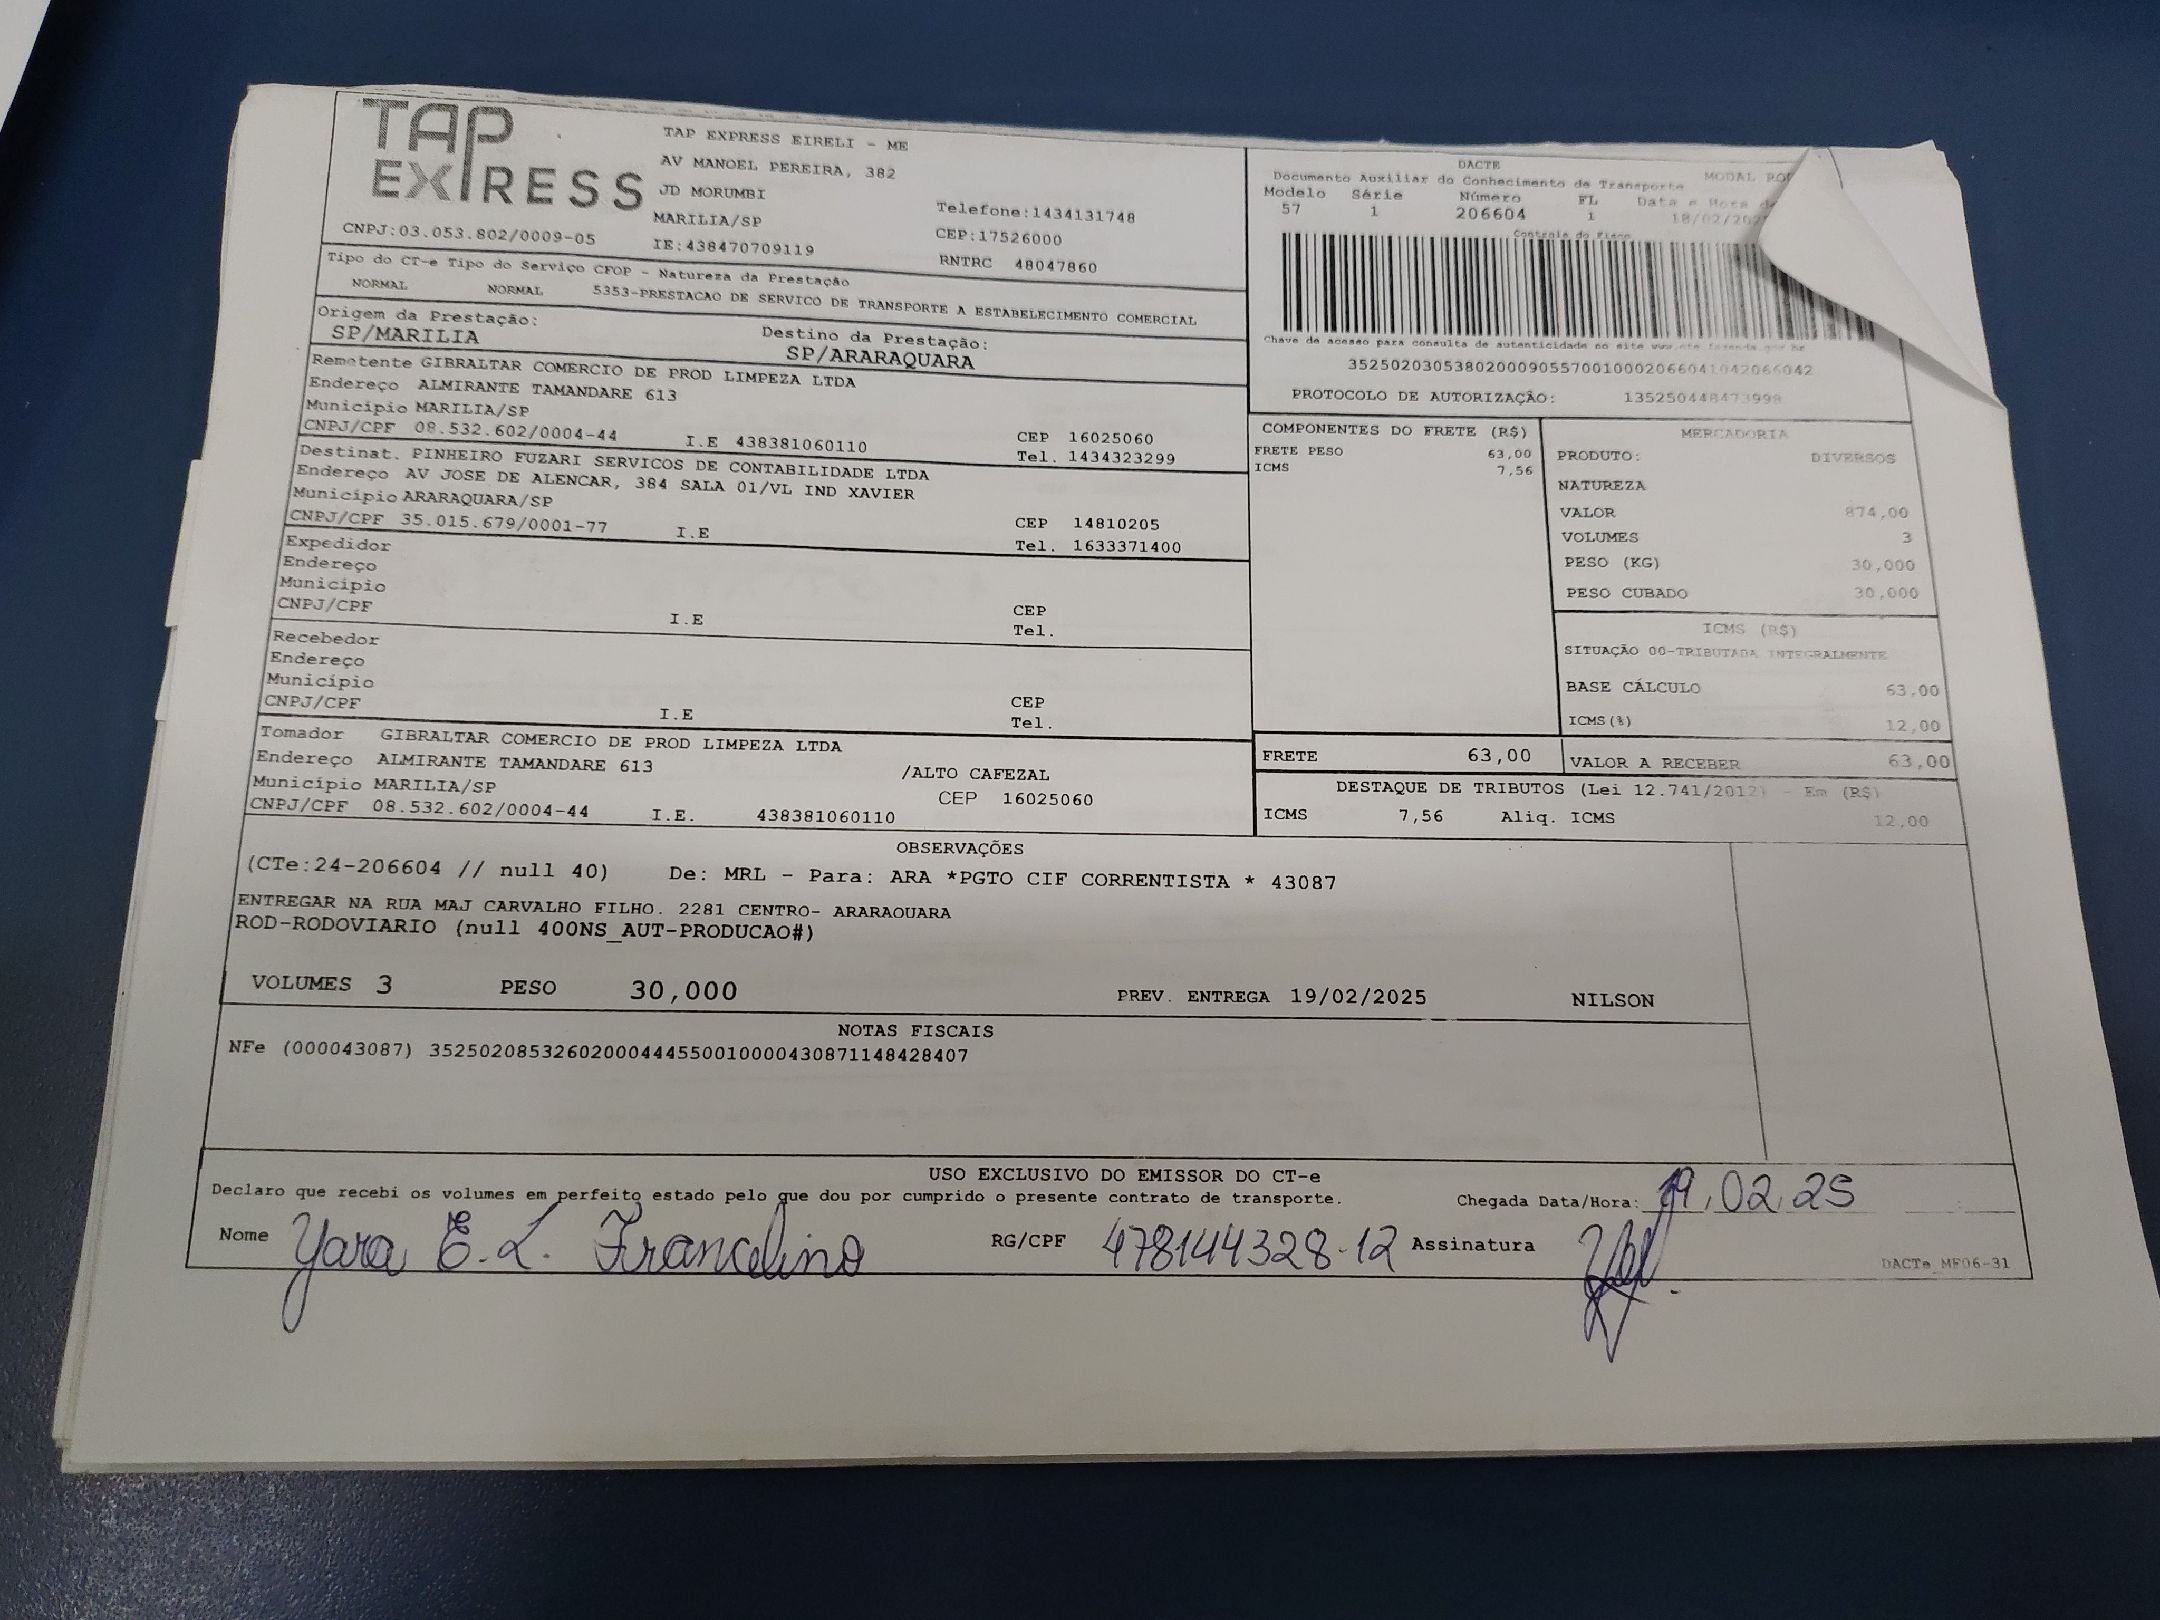 TAP EXPRESS
TAP EXPRESS EIRELI - ME
AV MANOEL PEREIRA, 382
JD MORUMBI
MARILIA/SP
Telefone:1434131748
CNPJ:03.053.802/0009-05
IE:438470709119
CEP:17526000
RNTRC 48047860
DACTE
Documento Auxiliar do Conhecimento de Transporte MODAL
Modelo Série Número FL Data e Hora
57 1 206604 1 18/02/202
Controle do Fisco
Tipo do CT-e Tipo do Serviço CFOP - Natureza da Prestação
NORMAL NORMAL 5353-PRESTACAO DE SERVICO DE TRANSPORTE A ESTABELECIMENTO COMERCIAL
Origem da Prestação: Destino da Prestação:
SP/MARILIA SP/ARARAQUARA
Chave de acesso para consulta de autenticidade no site www.cte.fazenda.gov.br
35250203053802000905570010002066041042066042
PROTOCOLO DE AUTORIZAÇÃO: 135250448473998
Remetente GIBRALTAR COMERCIO DE PROD LIMPEZA LTDA
Endereço ALMIRANTE TAMANDARE 613
Município MARILIA/SP
CNPJ/CPF 08.532.602/0004-44 I.E 438381060110
CEP 16025060
Tel. 1434323299
Destinat. PINHEIRO FUZARI SERVICOS DE CONTABILIDADE LTDA
Endereço AV JOSE DE ALENCAR, 384 SALA 01/VL IND XAVIER
Município ARARAQUARA/SP
CNPJ/CPF 35.015.679/0001-77 I.E
CEP 14810205
Tel. 1633371400
Expedidor
Endereço
Município
CNPJ/CPF I.E
CEP
Tel.
Recebedor
Endereço
Município
CNPJ/CPF I.E
CEP
Tel.
Tomador GIBRALTAR COMERCIO DE PROD LIMPEZA LTDA
Endereço ALMIRANTE TAMANDARE 613 /ALTO CAFEZAL
Município MARILIA/SP CEP 16025060
CNPJ/CPF 08.532.602/0004-44 I.E. 438381060110
COMPONENTES DO FRETE (R$)
FRETE PESO 63,00
ICMS 7,56
MERCADORIA
PRODUTO: DIVERSOS
NATUREZA
VALOR 874,00
VOLUMES 3
PESO (KG) 30,000
PESO CUBADO 30,000
ICMS (R$)
SITUAÇÃO 00-TRIBUTADA INTEGRALMENTE
BASE CÁLCULO 63,00
ICMS(%) 12,00
FRETE 63,00 VALOR A RECEBER 63,00
DESTAQUE DE TRIBUTOS (Lei 12.741/2012) - Em (R$)
ICMS 7,56 Aliq. ICMS 12,00
OBSERVAÇÕES
(CTe:24-206604 // null 40) De: MRL - Para: ARA *PGTO CIF CORRENTISTA * 43087
ENTREGAR NA RUA MAJ CARVALHO FILHO. 2281 CENTRO- ARARAQUARA
ROD-RODOVIARIO (null 400NS_AUT-PRODUCAO#)
VOLUMES 3 PESO 30,000 PREV. ENTREGA 19/02/2025 NILSON
NOTAS FISCAIS
NFe (000043087) 35250208532602000444550010000430871148428407
USO EXCLUSIVO DO EMISSOR DO CT-e
Declaro que recebi os volumes em perfeito estado pelo que dou por cumprido o presente contrato de transporte. Chegada Data/Hora: 19.02.25
Nome Yara E. L. Francelino RG/CPF 478144328-12 Assinatura
DACTe_MF06-31